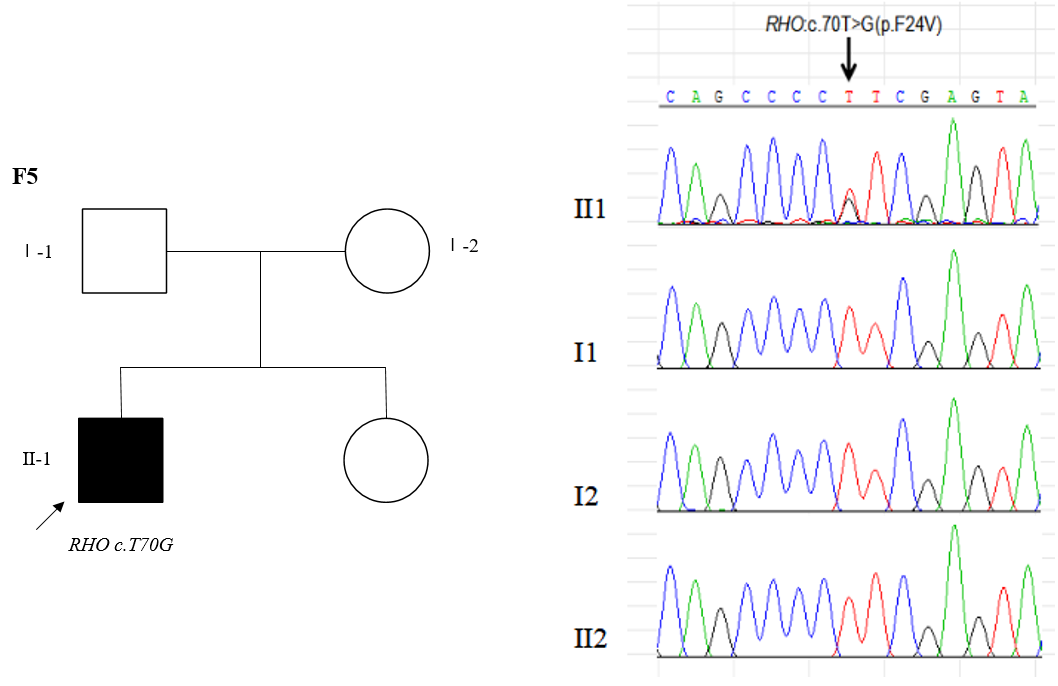 RHO:c.70T>G(p.F24V)
C A G C C C C T T C G A G T A
F5
II1
I-1
I-2
I1
II-1
I2
RHO c.T70G
II2